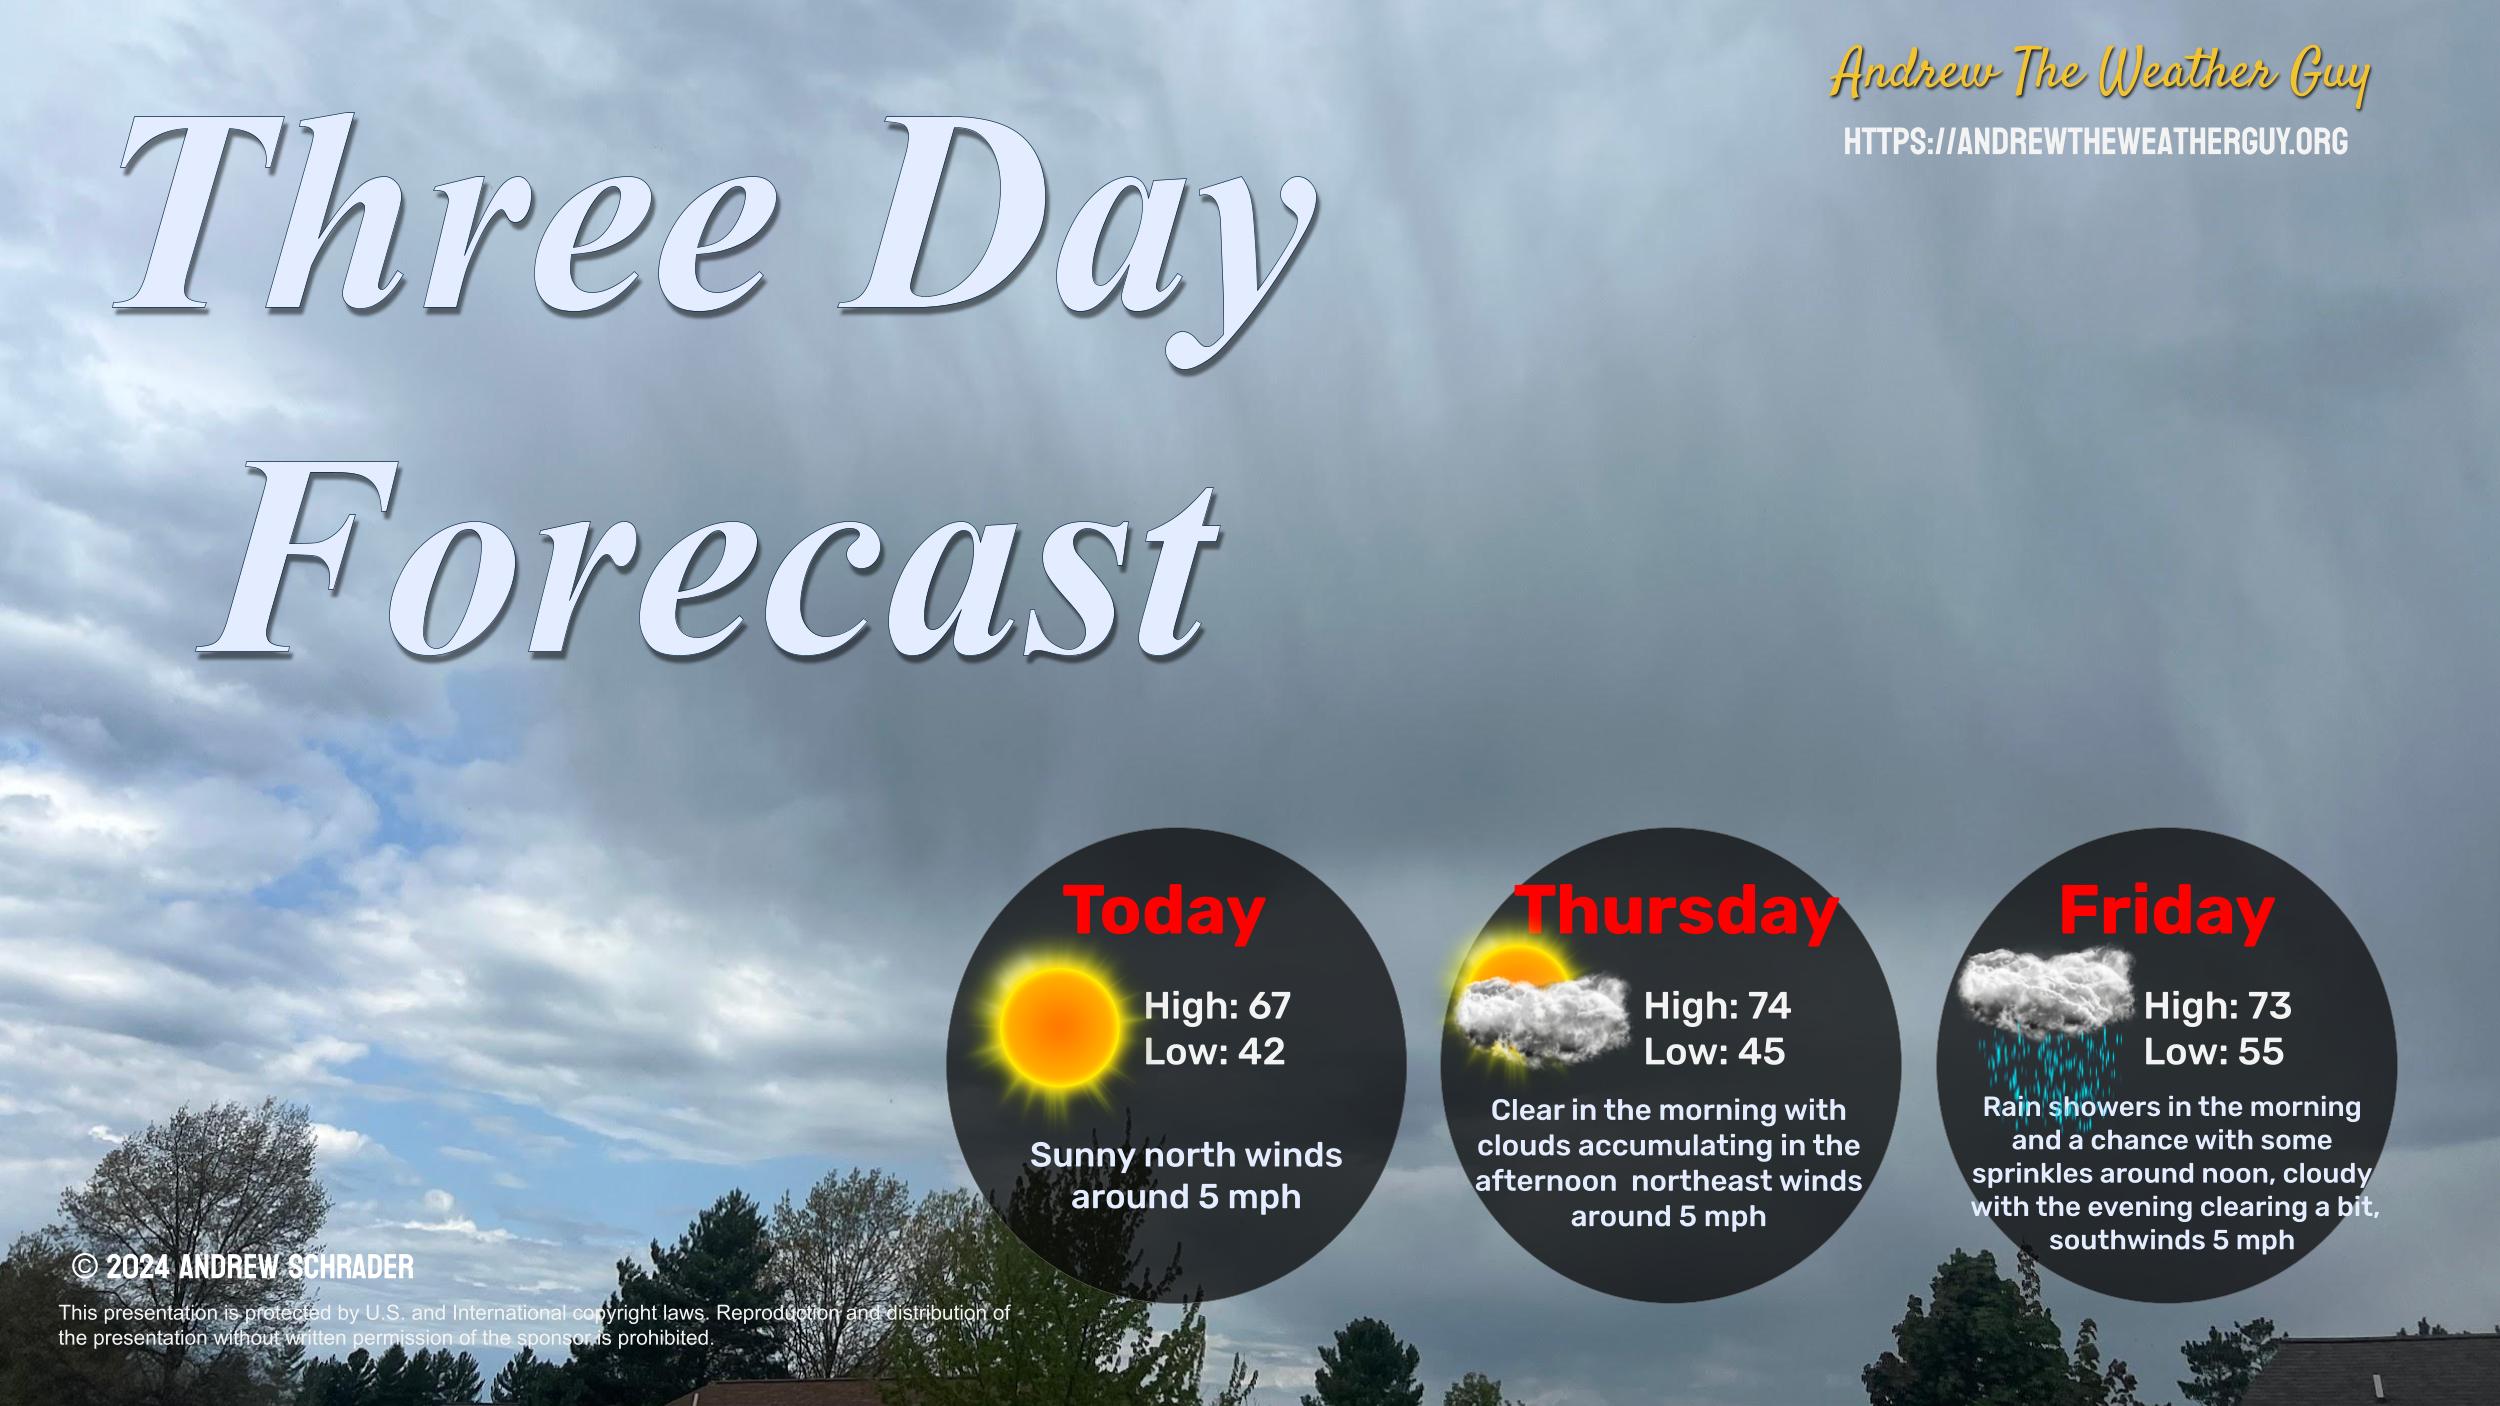 Andrew The Weather Guy
HTTPS://ANDREWTHEWEATHERGUY.ORG
Three Day
Forecast
Today
High: 67
Low: 42
Sunny north winds
around 5 mph
Thursday
High: 74
Low: 45
Clear in the morning with
clouds accumulating in the
afternoon  northeast winds
around 5 mph
Friday
High: 73
Low: 55
Rain showers in the morning
and a chance with some
sprinkles around noon, cloudy
with the evening clearing a bit,
southwinds 5 mph
© 2024 ANDREW SCHRADER
This presentation is protected by U.S. and International copyright laws. Reproduction and distribution of
the presentation without written permission of the sponsor is prohibited.